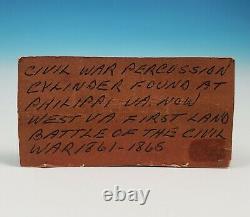 CIVIL WAR PERCUSSION
CYLINDER FOUND AT
PHILIPPI VA. NOW
WEST VA FIRST LAND
BATTLE OF THE CIVIL
WAR 1861-1865